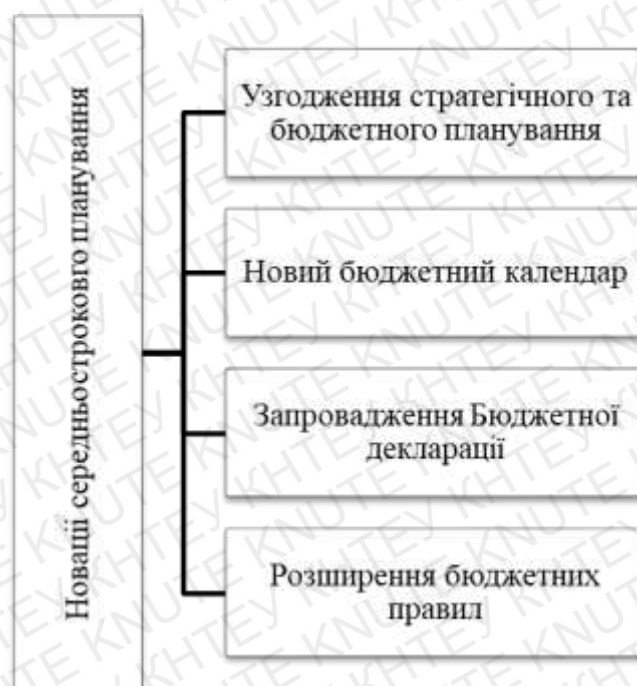 Новації середньострокового планування
Узгодження стратегічного та
бюджетного планування
Новий бюджетний календар
Запровадження Бюджетної
декларації
Розширення бюджетних
правил